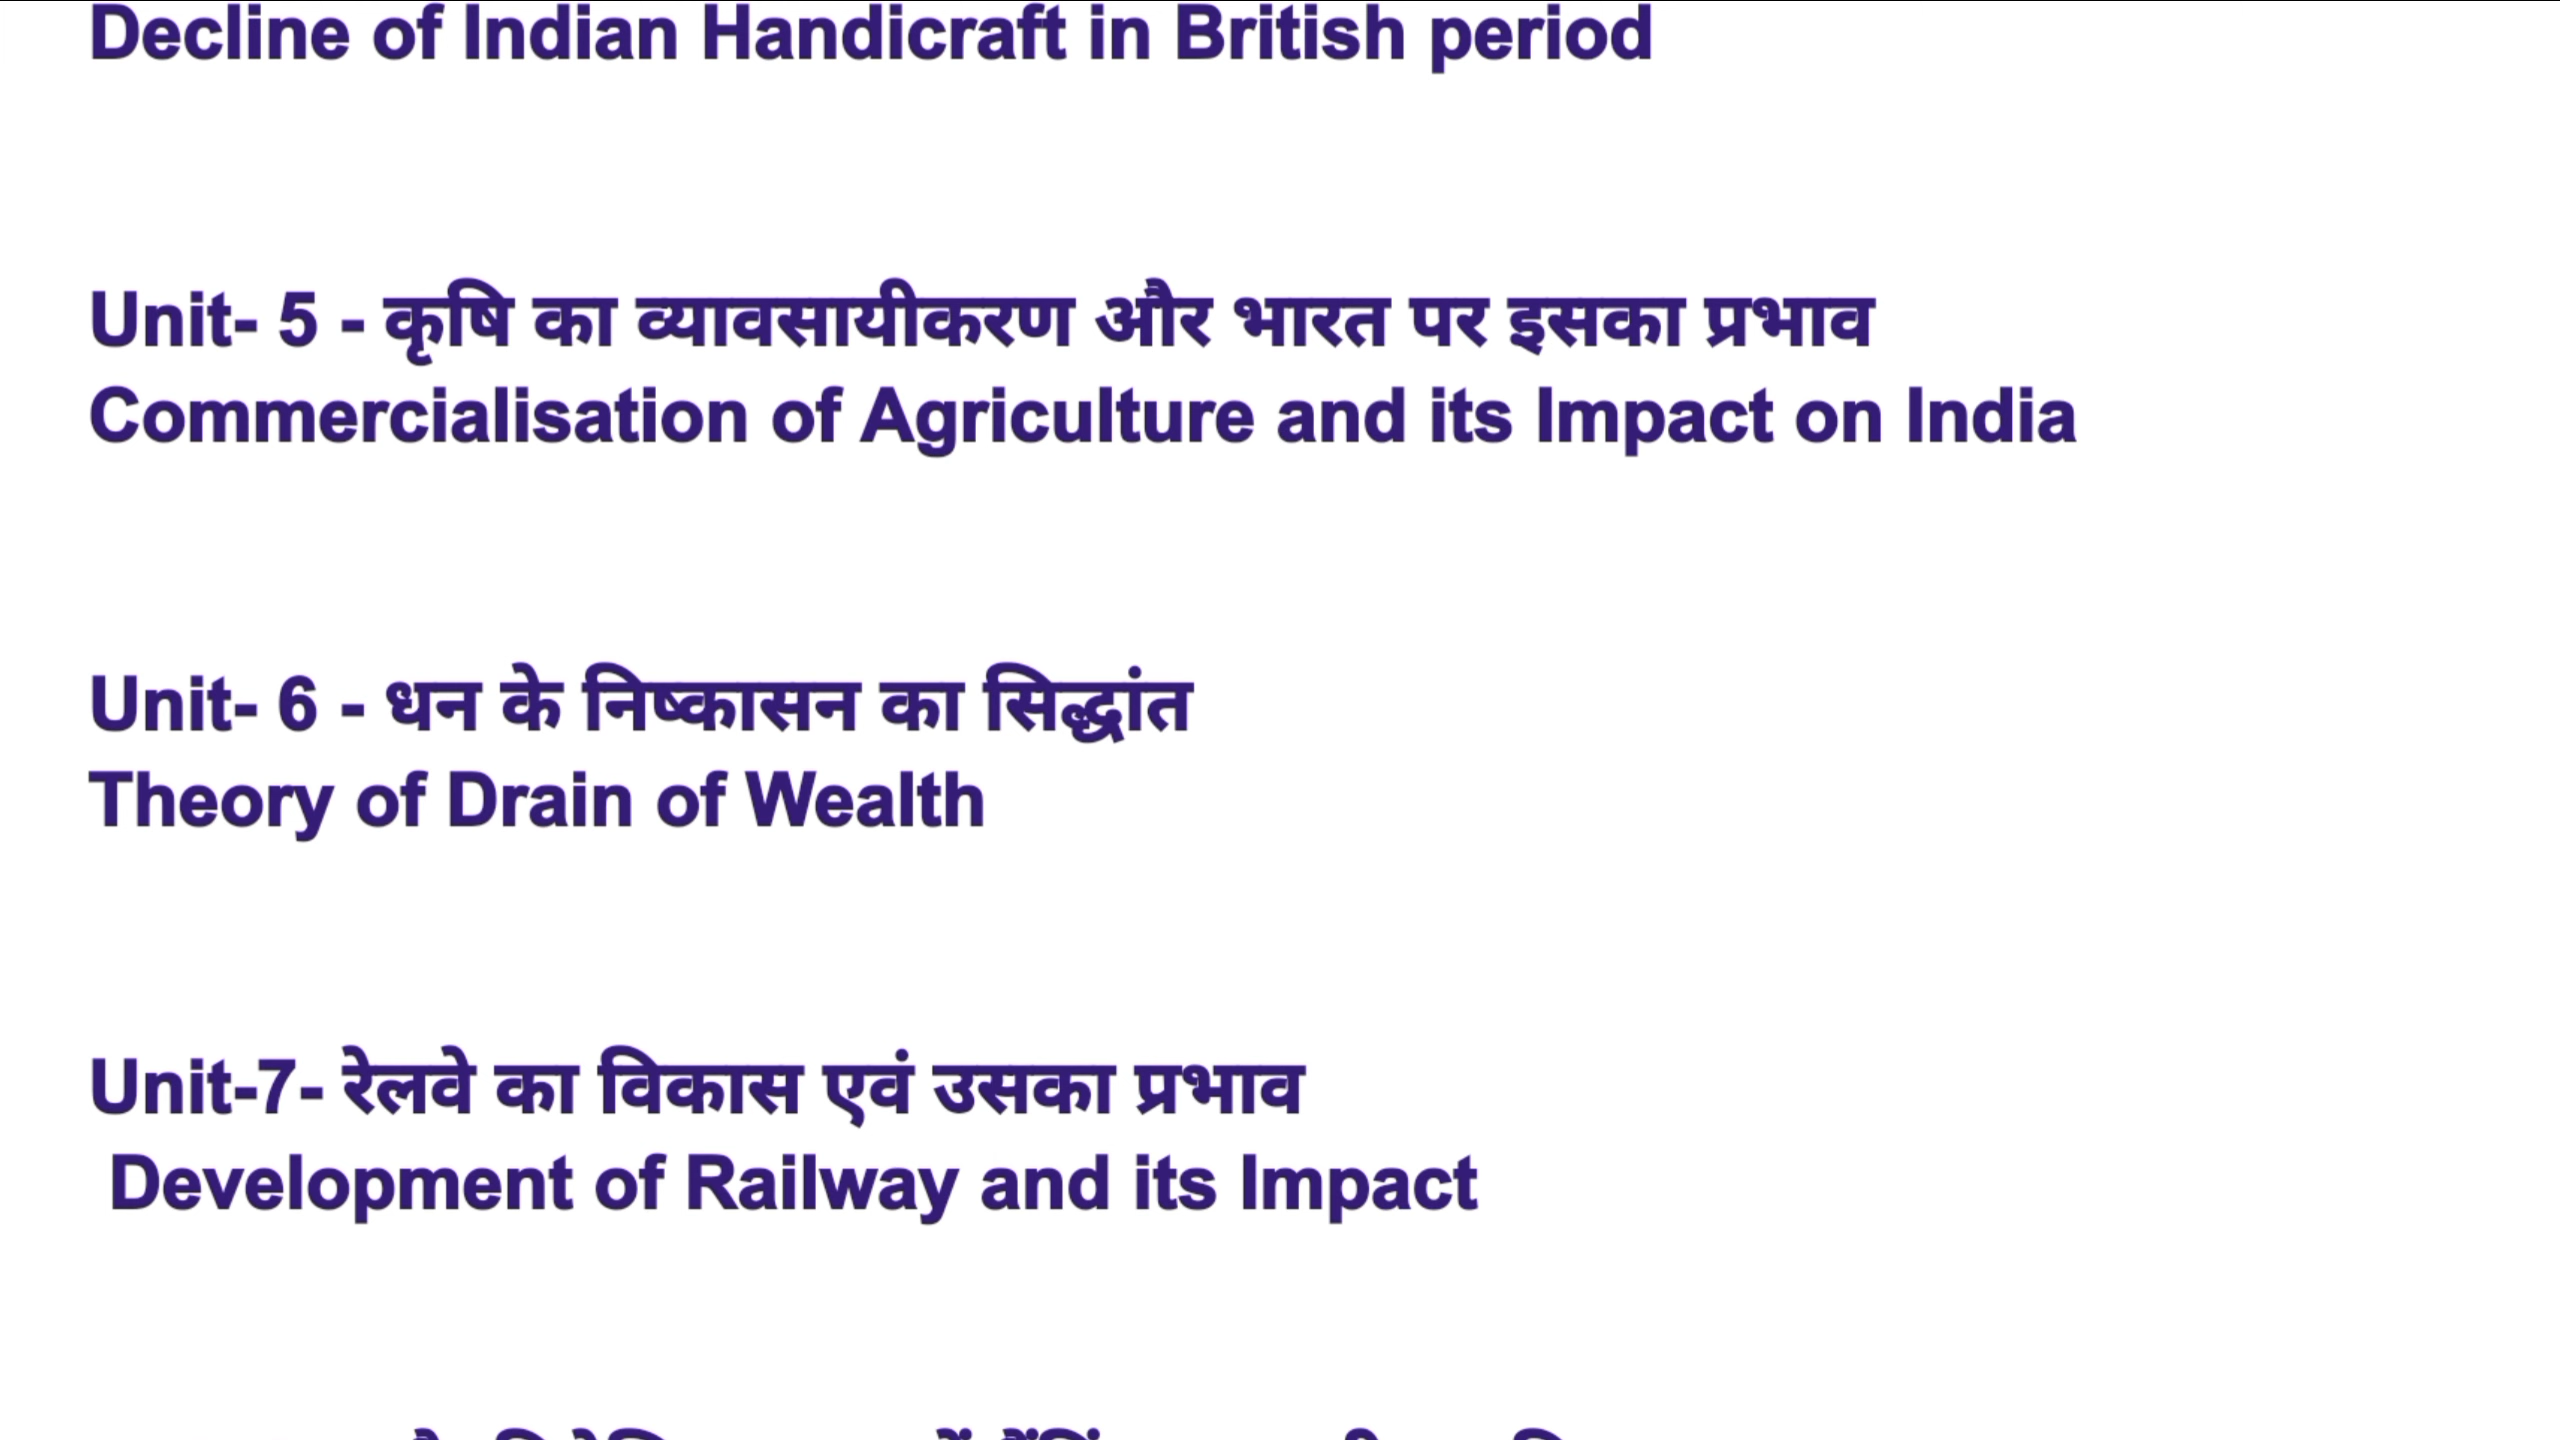 Decline of Indian Handicraft in British period
Unit- 5 - कृषि का व्यावसायीकरण और भारत पर इसका प्रभाव
Commercialisation of Agriculture and its Impact on India
Unit- 6 - धन के निष्कासन का सिद्धांत
Theory of Drain of Wealth
Unit-7- रेलवे का विकास एवं उसका प्रभाव
Development of Railway and its Impact